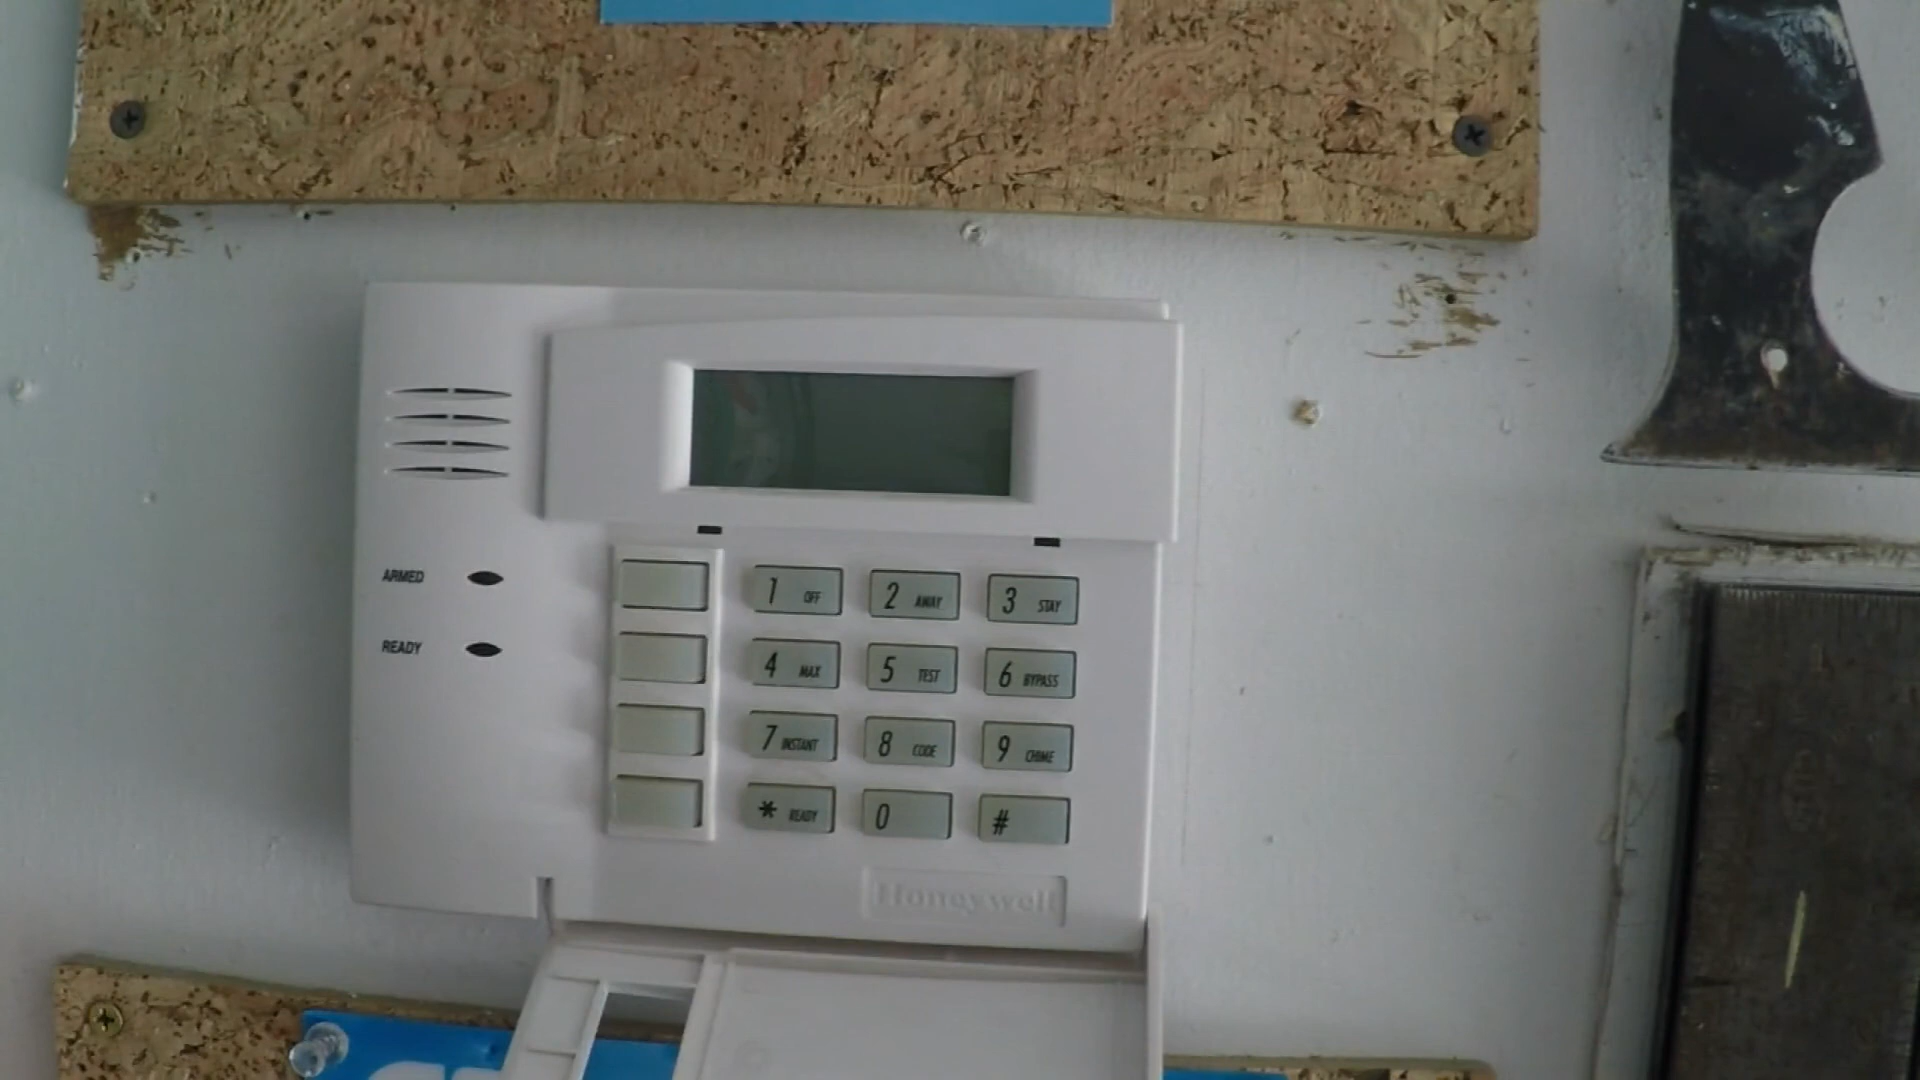 ARMED
READY
1 OFF
2 AWAY
3 STAY
4 MAX
5 TEST
6 BYPASS
7 INSTANT
8 CODE
9 CHIME
* READY
0
#
Honeywell